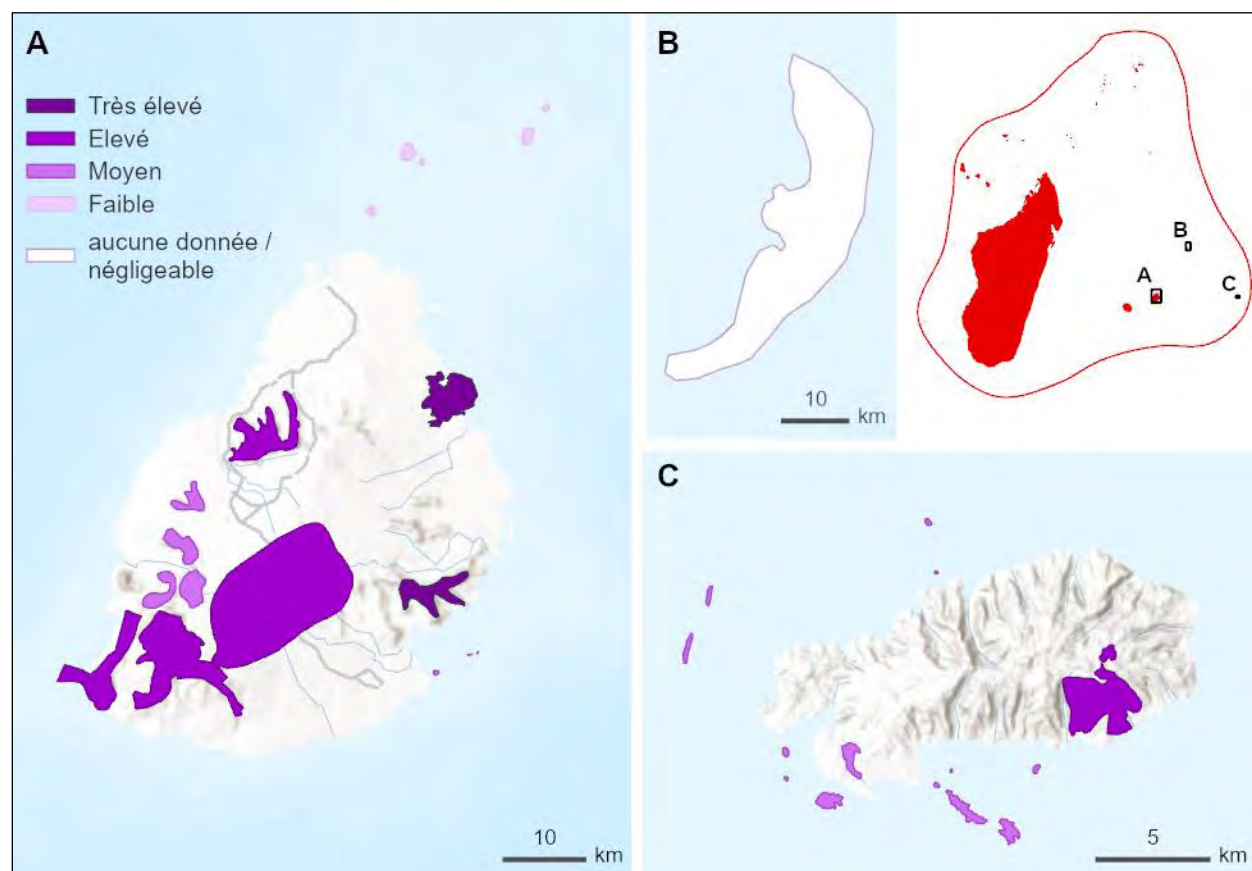 A
Très élevé
Elevé
Moyen
Faible
aucune donnée /
négligeable
10
km
B
10
km
A
B
C
C
5
km